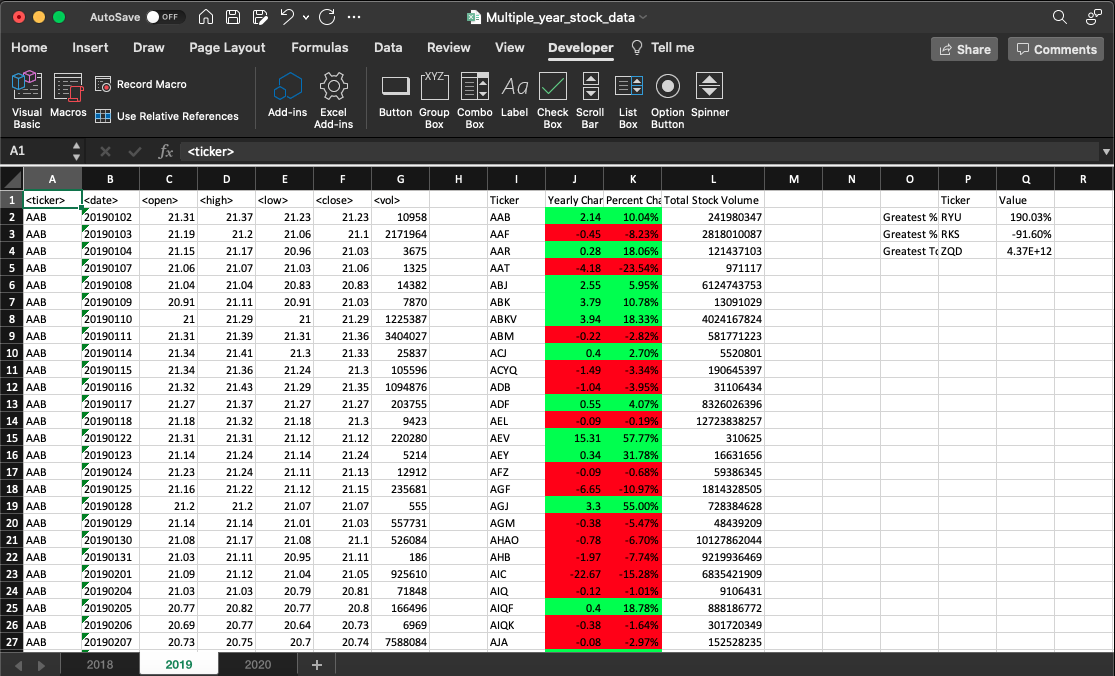 AutoSave OFF Multiple_year_stock_data
Home Insert Draw Page Layout Formulas Data Review View Developer Tell me Share Comments
Visual Basic Macros Record Macro Use Relative References Add-ins Excel Add-ins Button Group Box Combo Box Label Check Box Scroll Bar List Box Option Button Spinner
XYZ Aa
A1 fx <ticker>
A B C D E F G H I J K L M N O P Q R
1 <ticker> <date> <open> <high> <low> <close> <vol> Ticker Yearly Char Percent Cha Total Stock Volume Ticker Value
2 AAB 20190102 21.31 21.37 21.23 21.23 10958 AAB 2.14 10.04% 241980347 Greatest % RYU 190.03%
3 AAB 20190103 21.19 21.2 21.06 21.1 2171964 AAF -0.45 -8.23% 2818010087 Greatest % RKS -91.60%
4 AAB 20190104 21.15 21.17 20.96 21.03 3675 AAR 0.28 18.06% 121437103 Greatest To ZQD 4.37E+12
5 AAB 20190107 21.06 21.07 21.03 21.06 1325 AAT -4.18 -23.54% 971117
6 AAB 20190108 21.04 21.04 20.83 20.83 14382 ABJ 2.55 5.95% 6124743753
7 AAB 20190109 20.91 21.11 20.91 21.03 7870 ABK 3.79 10.78% 13091029
8 AAB 20190110 21 21.29 21 21.29 1225387 ABKV 3.94 18.33% 4024167824
9 AAB 20190111 21.31 21.39 21.31 21.36 3404027 ABM -0.22 -2.82% 581771223
10 AAB 20190114 21.34 21.41 21.3 21.33 25837 ACJ 0.4 2.70% 5520801
11 AAB 20190115 21.34 21.36 21.24 21.3 105596 ACYQ -1.49 -3.34% 190645397
12 AAB 20190116 21.32 21.43 21.29 21.35 1094876 ADB -1.04 -3.95% 31106434
13 AAB 20190117 21.27 21.37 21.27 21.27 203755 ADF 0.55 4.07% 8326026396
14 AAB 20190118 21.18 21.32 21.18 21.3 9423 AEL -0.09 -0.19% 12723838257
15 AAB 20190122 21.31 21.31 21.12 21.12 220280 AEV 15.31 57.77% 310625
16 AAB 20190123 21.14 21.24 21.14 21.24 5214 AEY 0.34 31.78% 16631656
17 AAB 20190124 21.23 21.24 21.11 21.13 12912 AFZ -0.09 -0.68% 59386345
18 AAB 20190125 21.16 21.22 21.12 21.15 235681 AGF -6.65 -10.97% 1814328505
19 AAB 20190128 21.2 21.2 21.07 21.07 555 AGJ 3.3 55.00% 728384628
20 AAB 20190129 21.14 21.14 21.01 21.03 557731 AGM -0.38 -5.47% 48439209
21 AAB 20190130 21.08 21.17 21.08 21.1 526084 AHAO -0.78 -6.70% 10127862044
22 AAB 20190131 21.03 21.11 20.95 21.11 186 AHB -1.97 -7.74% 9219936469
23 AAB 20190201 21.09 21.12 21.04 21.05 925610 AIC -22.67 -15.28% 6835421909
24 AAB 20190204 21.03 21.03 20.79 20.81 71848 AIQ -0.12 -1.01% 9106431
25 AAB 20190205 20.77 20.82 20.77 20.8 166496 AIQF 0.4 18.78% 888186772
26 AAB 20190206 20.69 20.77 20.64 20.73 6969 AIQK -0.38 -1.64% 301720349
27 AAB 20190207 20.73 20.75 20.7 20.74 7588084 AJA -0.08 -2.97% 152528235
2018 2019 2020 +